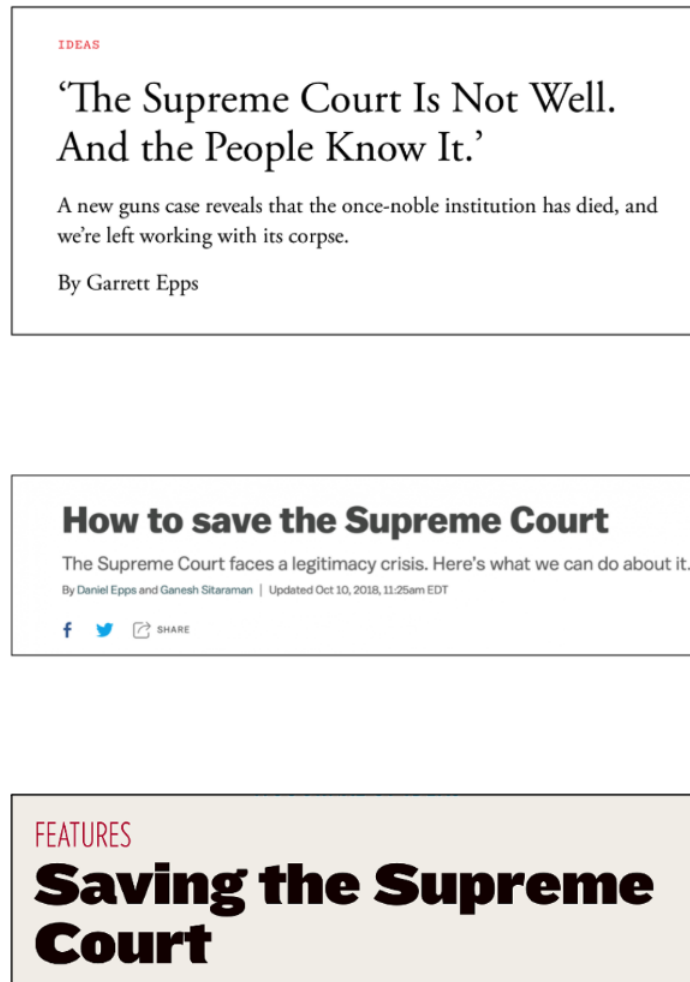 IDEAS
‘The Supreme Court Is Not Well.
And the People Know It.’
A new guns case reveals that the once-noble institution has died, and
we’re left working with its corpse.
By Garrett Epps
How to save the Supreme Court
The Supreme Court faces a legitimacy crisis. Here’s what we can do about it.
By Daniel Epps and Ganesh Sitaraman | Updated Oct 10, 2018, 11:25am EDT
SHARE
FEATURES
Saving the Supreme
Court